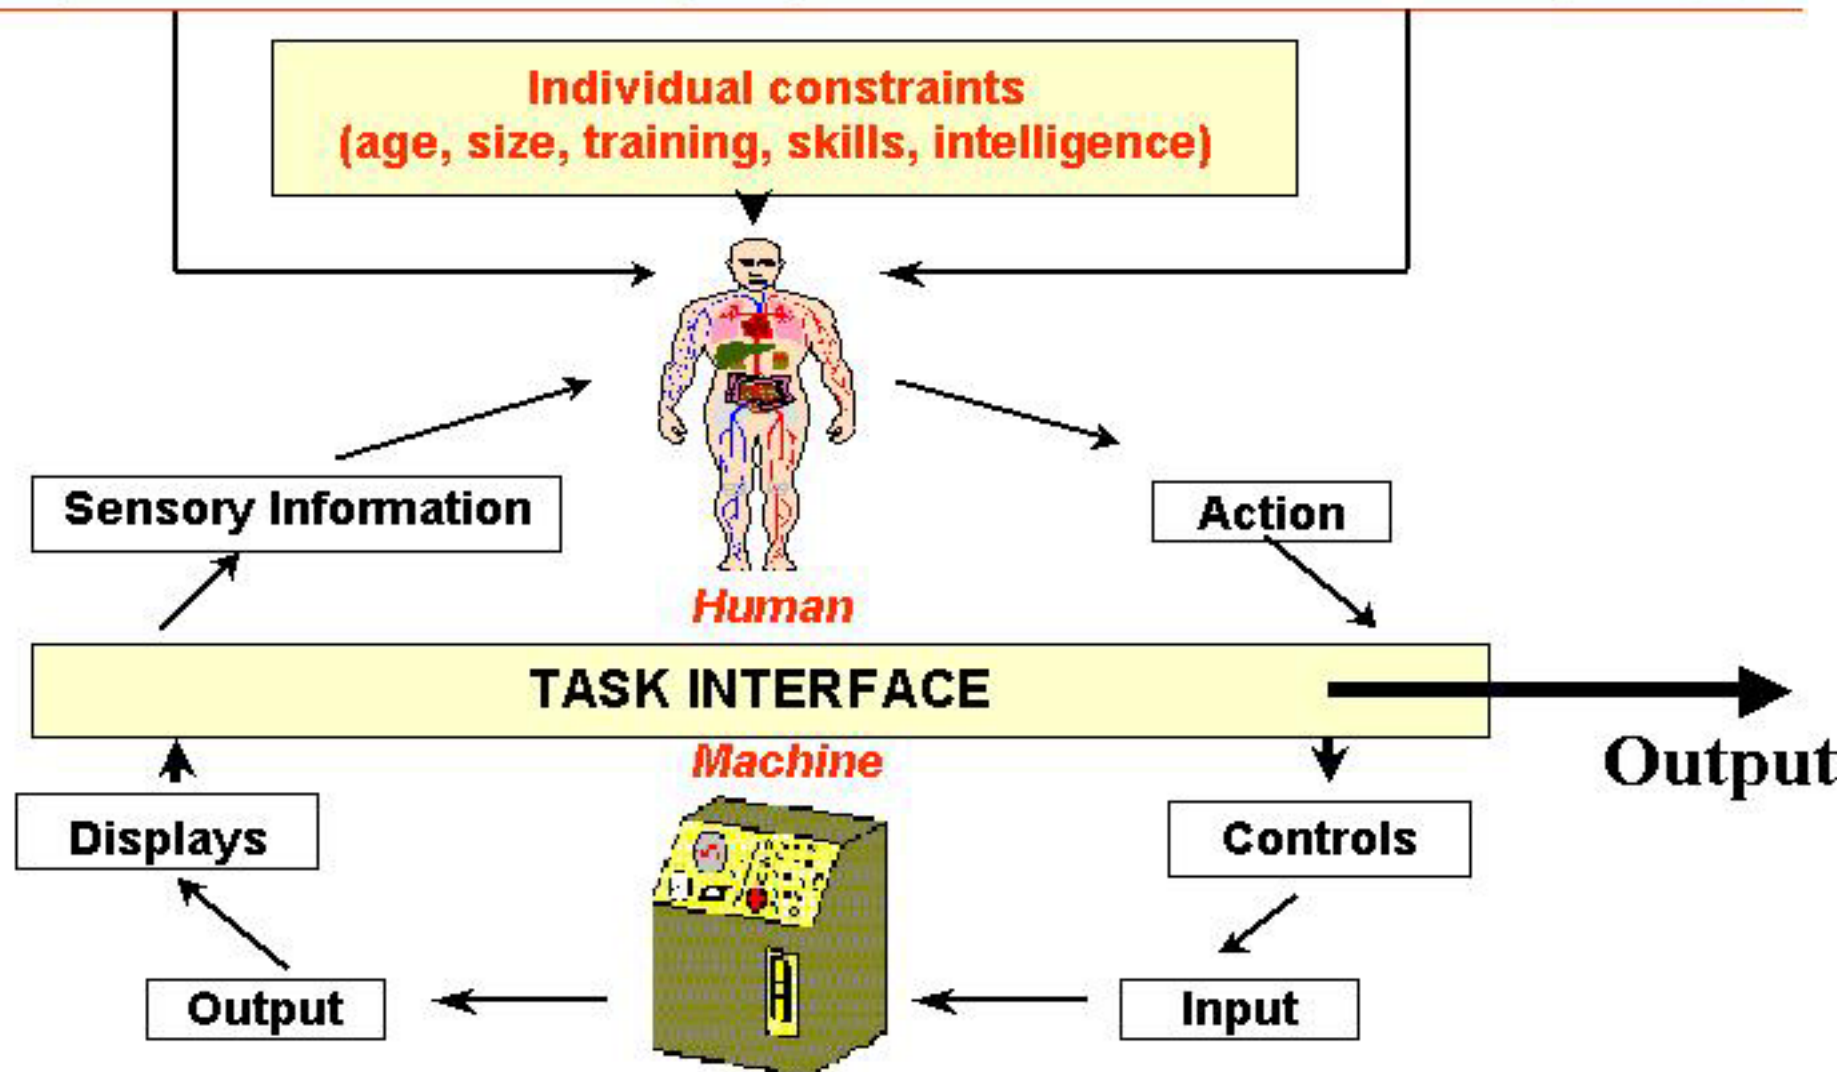 Individual constraints
(age, size, training, skills, intelligence)
Sensory Information
Action
Human
TASK INTERFACE
Machine
Output
Displays
Controls
Output
Input